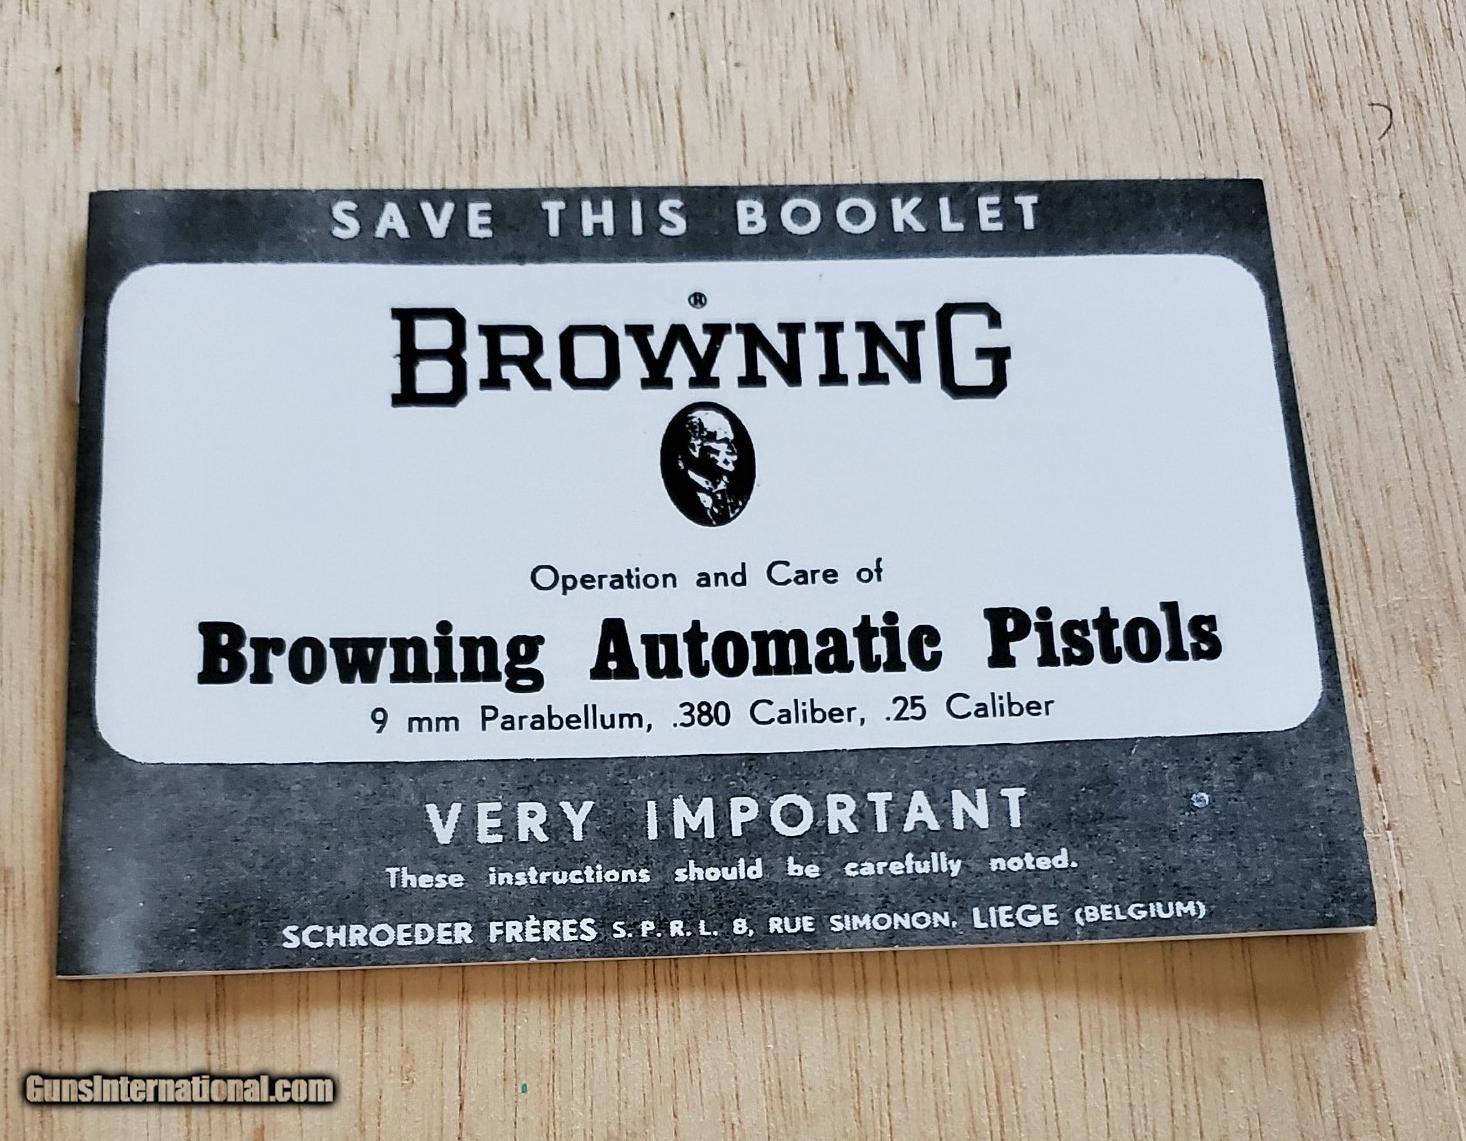 SAVE THIS BOOKLET
®
BROWNING
Operation and Care of
Browning Automatic Pistols
9 mm Parabellum, .380 Caliber, .25 Caliber
VERY IMPORTANT
These instructions should be carefully noted.
SCHROEDER FRÈRES S. P. R. L. 8, RUE SIMONON, LIEGE (BELGIUM)
GunsInternational.com